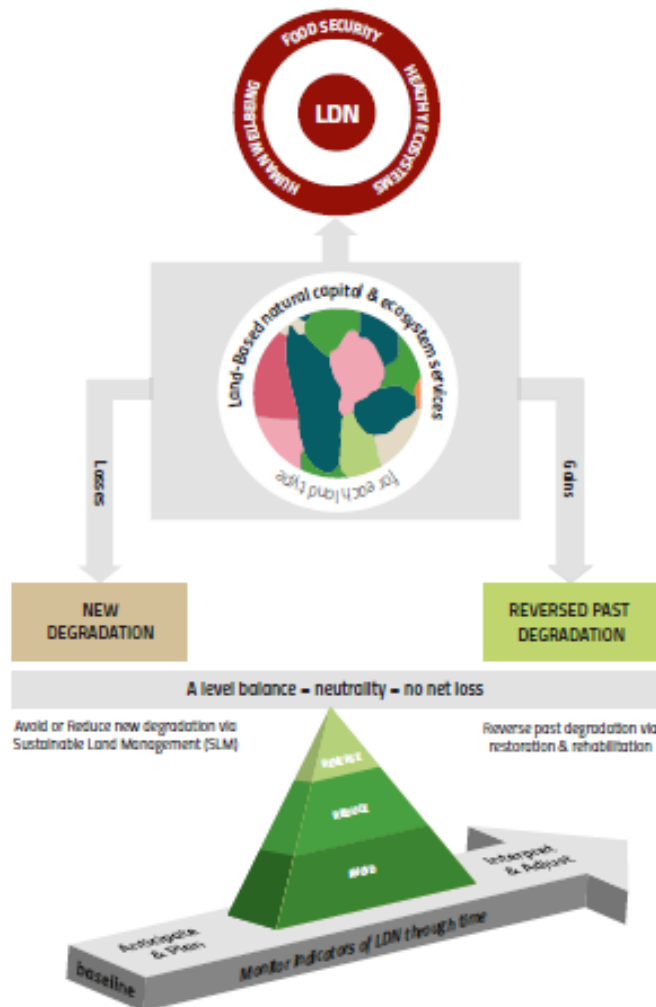 FOOD SECURITY
HUMAN WELLBEING
HEALTHY ECOSYSTEMS
LDN
Land-Based natural capital & ecosystem services
for each land type
Losses
Gains
NEW
DEGRADATION
REVERSED PAST
DEGRADATION
A level balance = neutrality = no net loss
Avoid or Reduce new degradation via
Sustainable Land Management (SLM)
Reverse past degradation via
restoration & rehabilitation
REVERSE
REDUCE
AVOID
Interpret
& Adjust
Anticipate
& Plan
Monitor Indicators of LDN through time
baseline